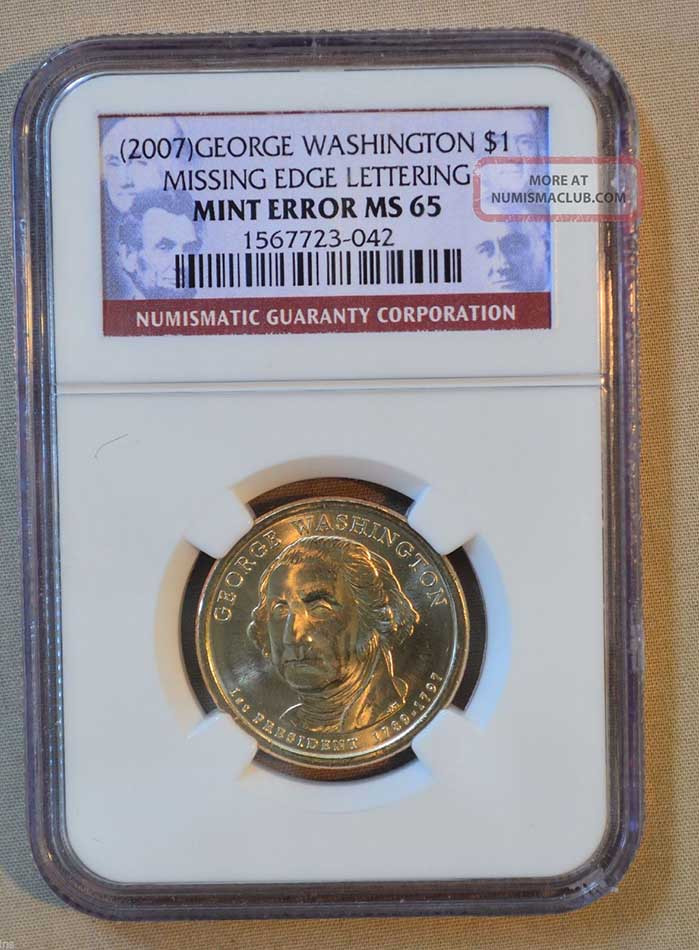 (2007)GEORGE WASHINGTON $1
MISSING EDGE LETTERING
MINT ERROR MS 65
1567723-042
NUMISMATIC GUARANTY CORPORATION
MORE AT
NUMISMACLUB.COM
GEORGE WASHINGTON
1st PRESIDENT 1789-1797
ns